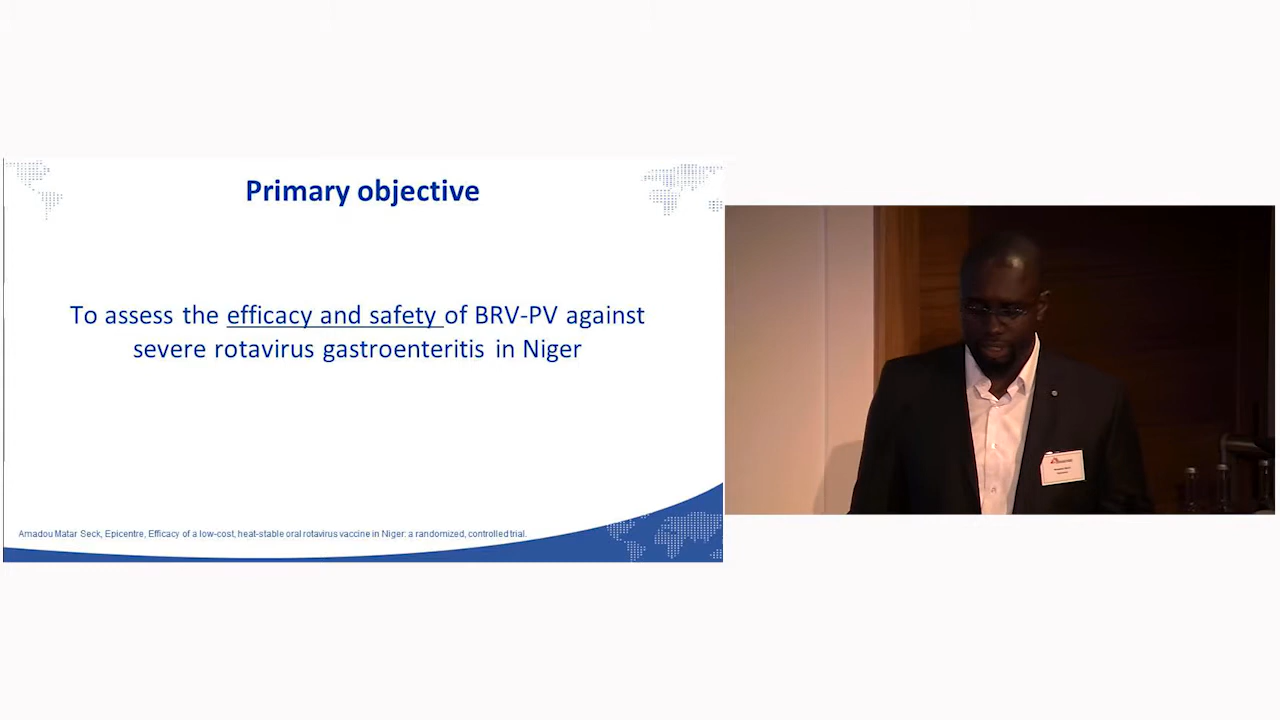 Primary objective
To assess the efficacy and safety of BRV-PV against
severe rotavirus gastroenteritis in Niger
Amadou Matar Seck, Epicentre, Efficacy of a low-cost, heat-stable oral rotavirus vaccine in Niger: a randomized, controlled trial.